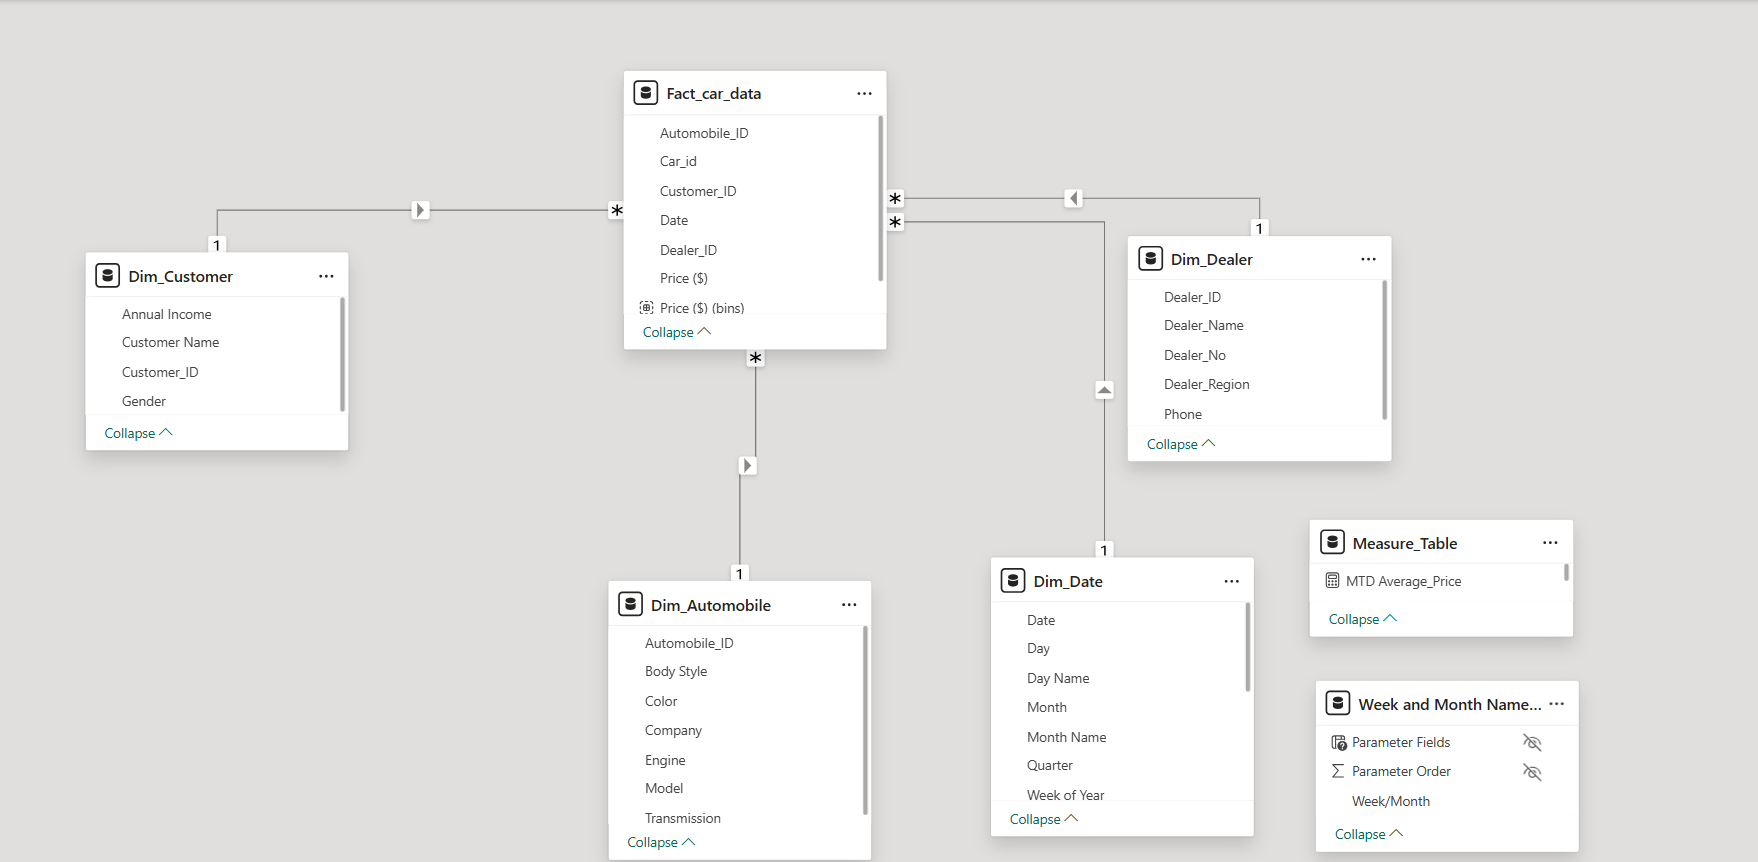 Fact_car_data
Automobile_ID
Car_id
Customer_ID
Date
Dealer_ID
Price ($)
Price ($) (bins)
Collapse
*
*
*
*
1
Dim_Customer
Annual Income
Customer Name
Customer_ID
Gender
Collapse
1
Dim_Dealer
Dealer_ID
Dealer_Name
Dealer_No
Dealer_Region
Phone
Collapse
1
Dim_Automobile
Automobile_ID
Body Style
Color
Company
Engine
Model
Transmission
Collapse
1
Dim_Date
Date
Day
Day Name
Month
Month Name
Quarter
Week of Year
Collapse
Measure_Table
MTD Average_Price
Collapse
Week and Month Name...
Parameter Fields
Parameter Order
Week/Month
Collapse